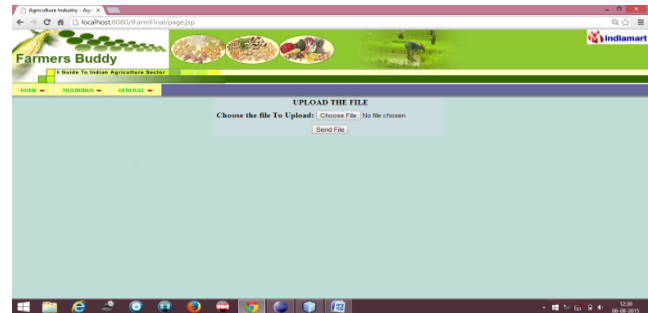 Agriculture Industry - Agr
localhost:8080/iFarmFinal/page.jsp
Farmers Buddy
indiamart
Guide To Indian Agriculture Sector
HOME TRAININGS GENERAL
UPLOAD THE FILE
Choose the file To Upload: Choose File No file chosen
Send File
12:30
08-08-2015